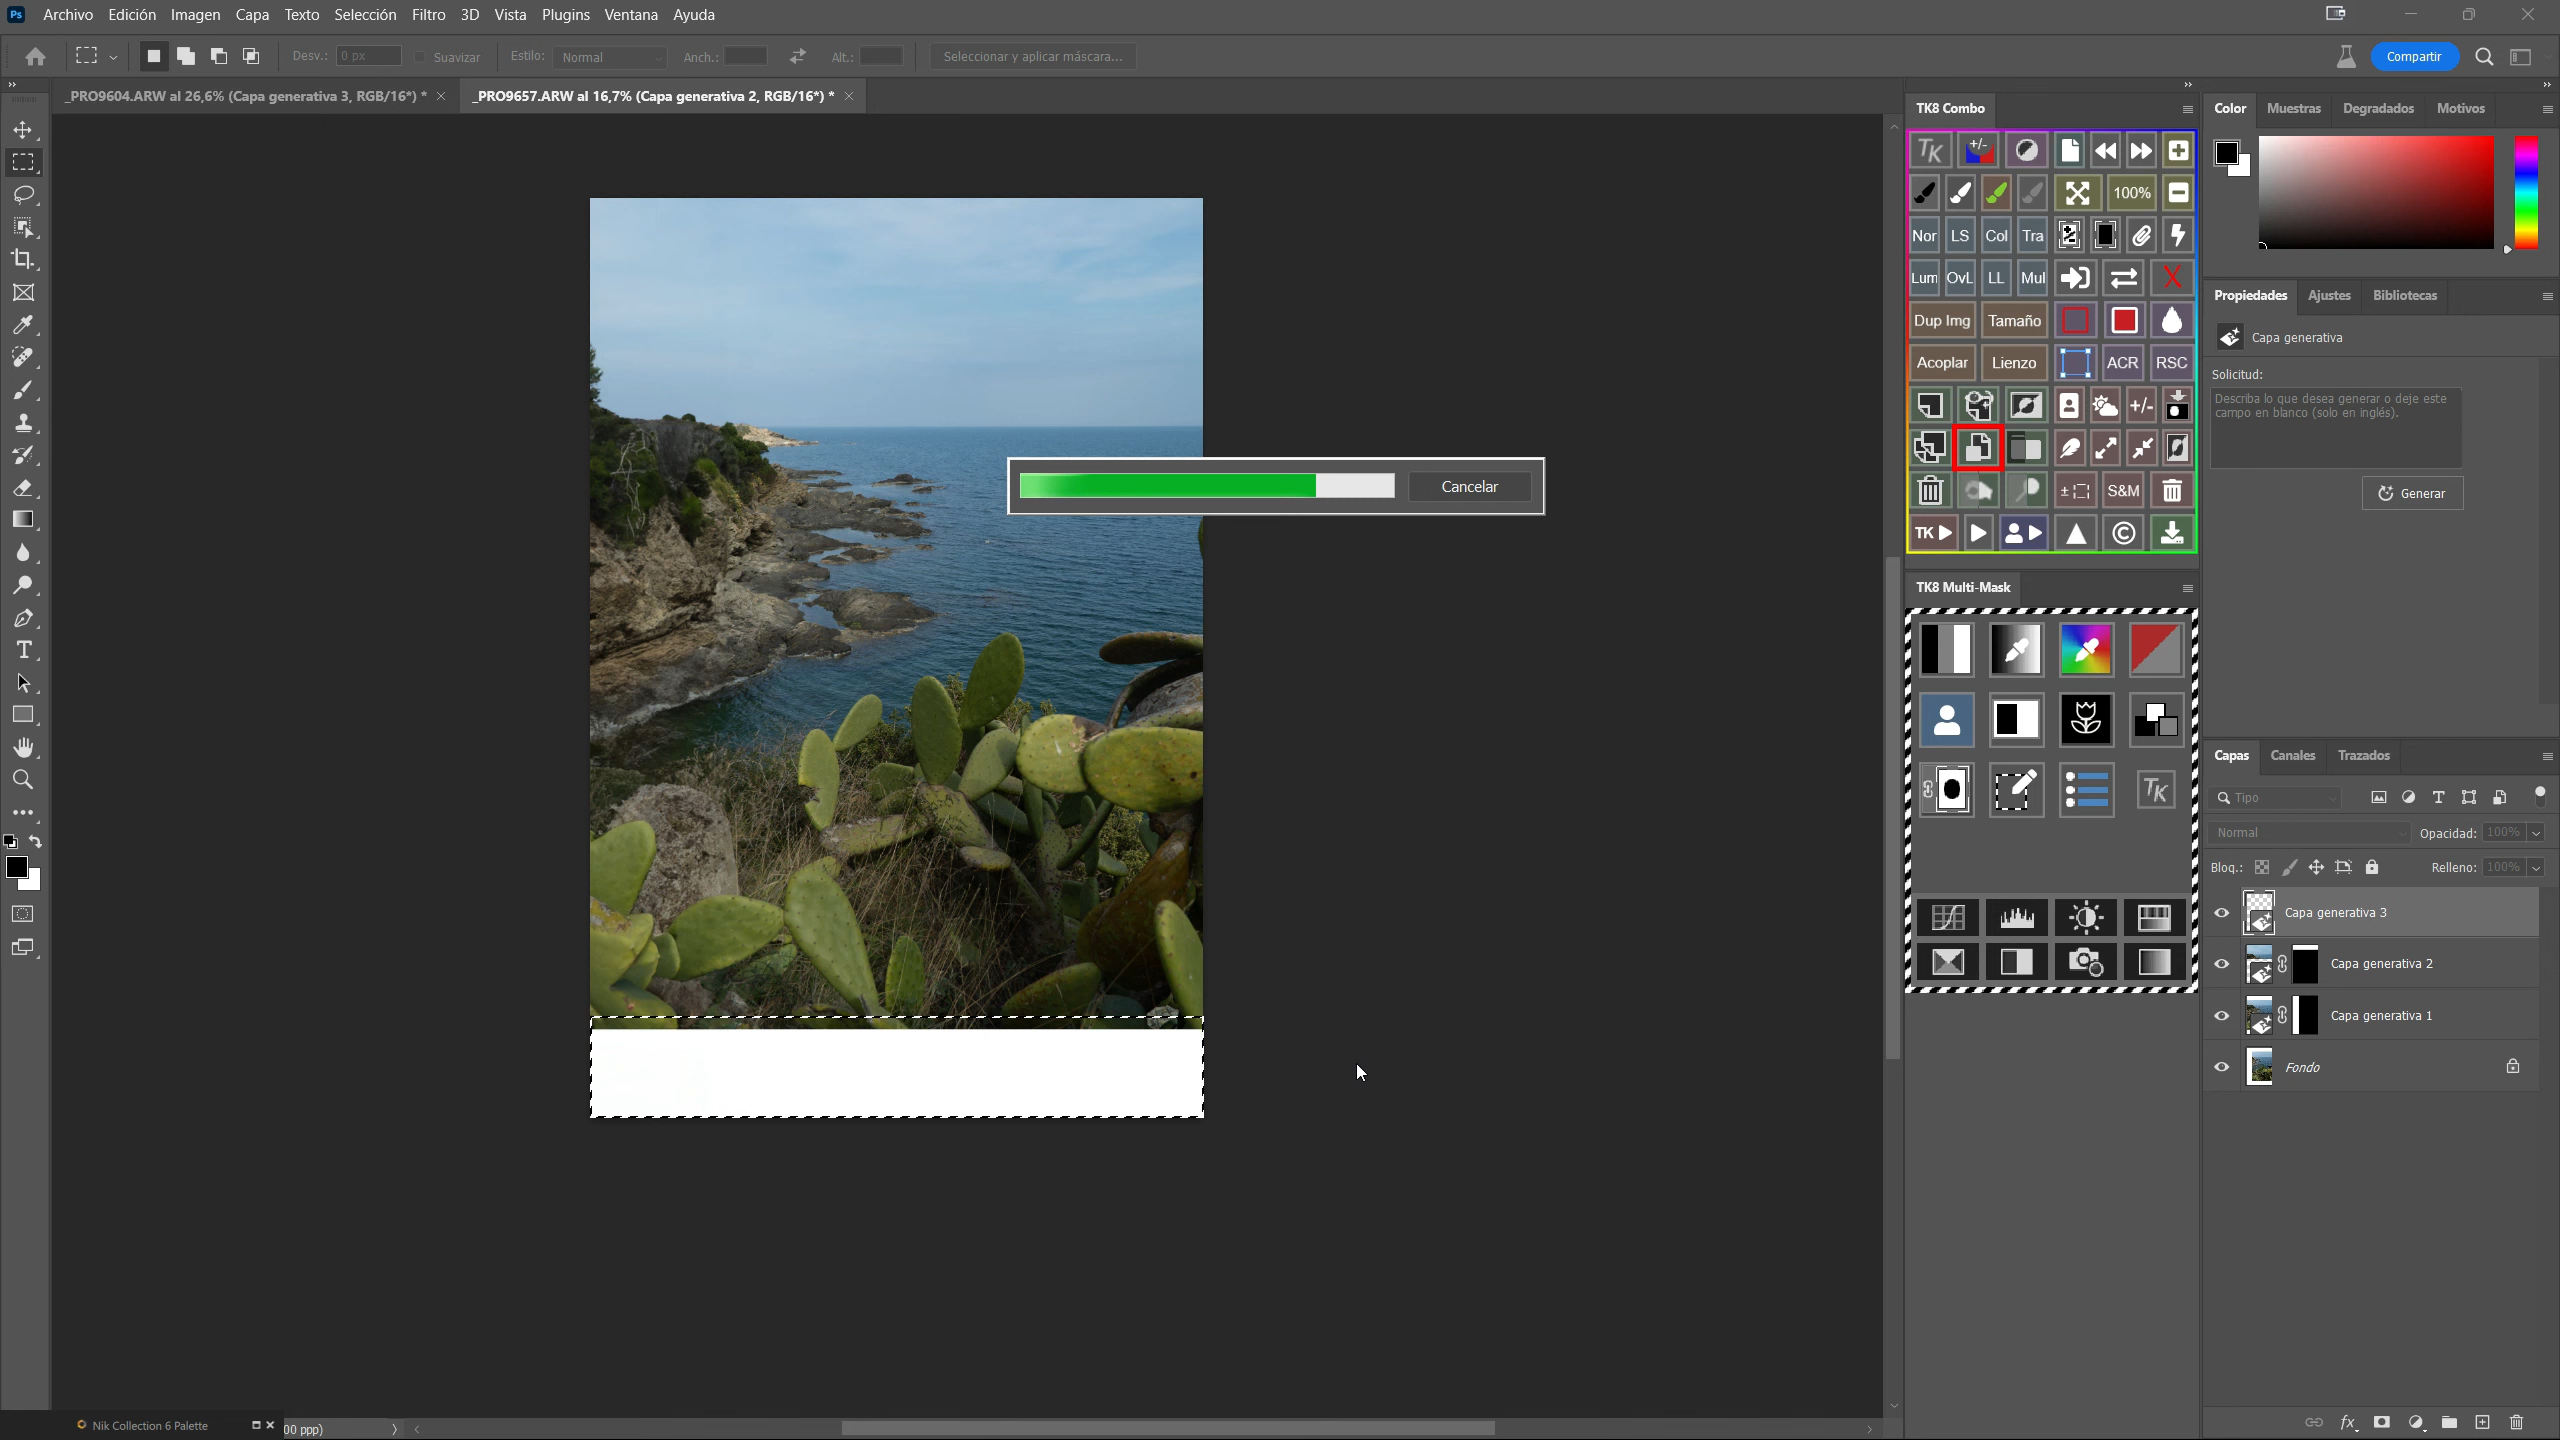 Ps Archivo Edición Imagen Capa Texto Selección Filtro 3D Vista Plugins Ventana Ayuda
Desv.: 0 px Suavizar Estilo: Normal Anch.: Alt.: Seleccionar y aplicar máscara... Compartir
_PRO9604.ARW al 26,6% (Capa generativa 3, RGB/16*) * _PRO9657.ARW al 16,7% (Capa generativa 2, RGB/16*) *
TK8 Combo
TK +/-
100%
Nor LS Col Tra
Lum OvL LL Mul X
Dup Img Tamaño
Acoplar Lienzo ACR RSC
+/-
S&M
TK ©
Cancelar
TK8 Multi-Mask
TK
Color Muestras Degradados Motivos
Propiedades Ajustes Bibliotecas
Capa generativa
Solicitud:
Describa lo que desea generar o deje este
campo en blanco (solo en inglés).
Generar
Capas Canales Trazados
Tipo
Normal Opacidad: 100%
Bloq.: Relleno: 100%
Capa generativa 3
Capa generativa 2
Capa generativa 1
Fondo
fx
Nik Collection 6 Palette
00 ppp)